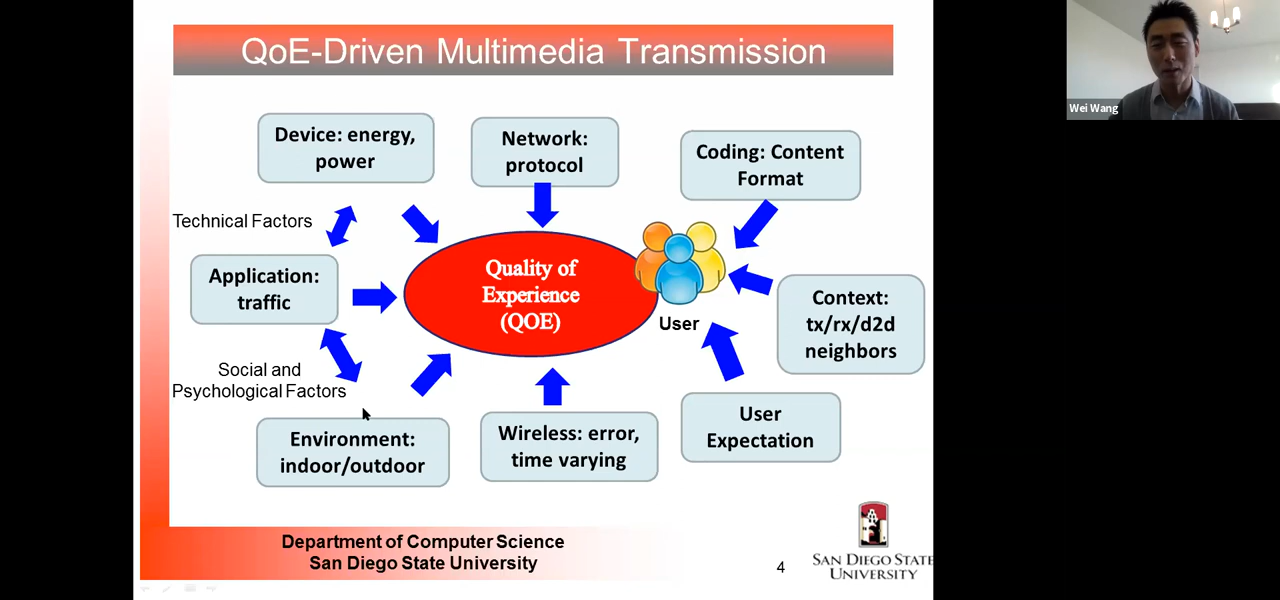 QoE-Driven Multimedia Transmission
Wei Wang
Device: energy,
power
Network:
protocol
Coding: Content
Format
Technical Factors
Application:
traffic
Quality of
Experience
(QOE)
User
Context:
tx/rx/d2d
neighbors
Social and
Psychological Factors
Environment:
indoor/outdoor
Wireless: error,
time varying
User
Expectation
Department of Computer Science
San Diego State University
4
SAN DIEGO STATE
UNIVERSITY